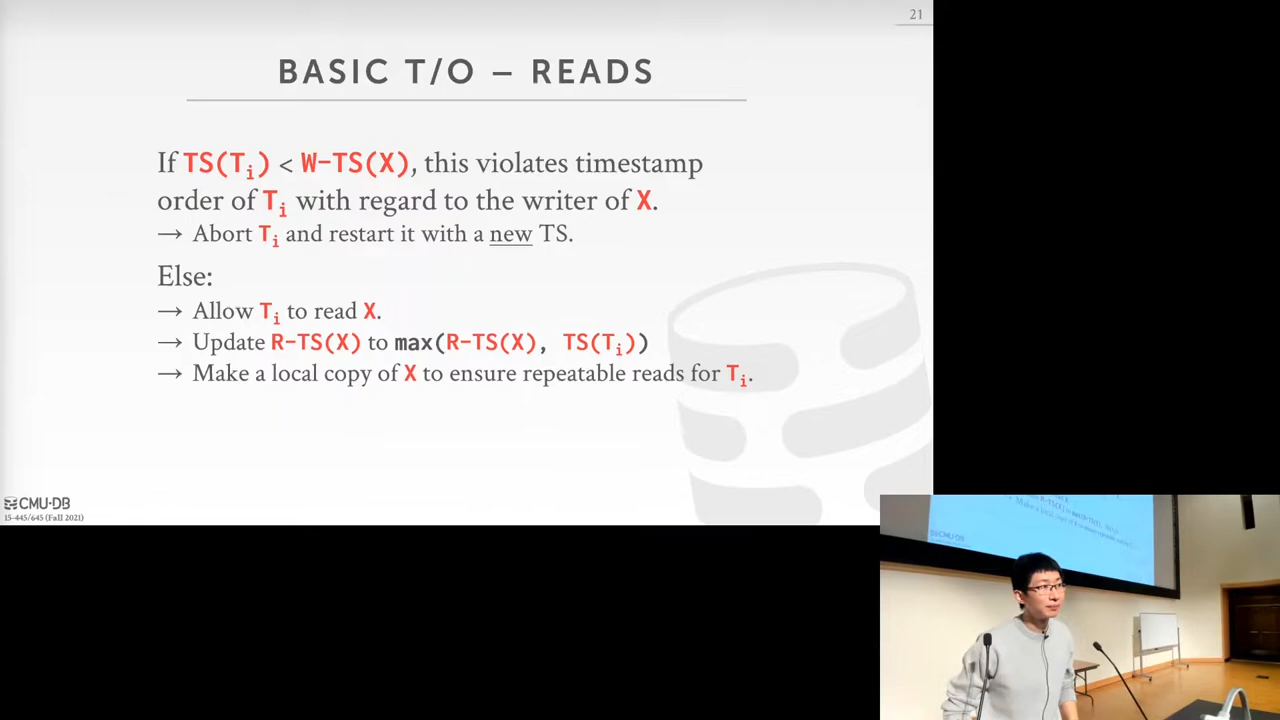 21
BASIC T/O – READS
If TS(Ti) < W-TS(X), this violates timestamp
order of Ti with regard to the writer of X.
→ Abort Ti and restart it with a new TS.
Else:
→ Allow Ti to read X.
→ Update R-TS(X) to max(R-TS(X), TS(Ti))
→ Make a local copy of X to ensure repeatable reads for Ti.
CMU·DB
15-445/645 (Fall 2021)